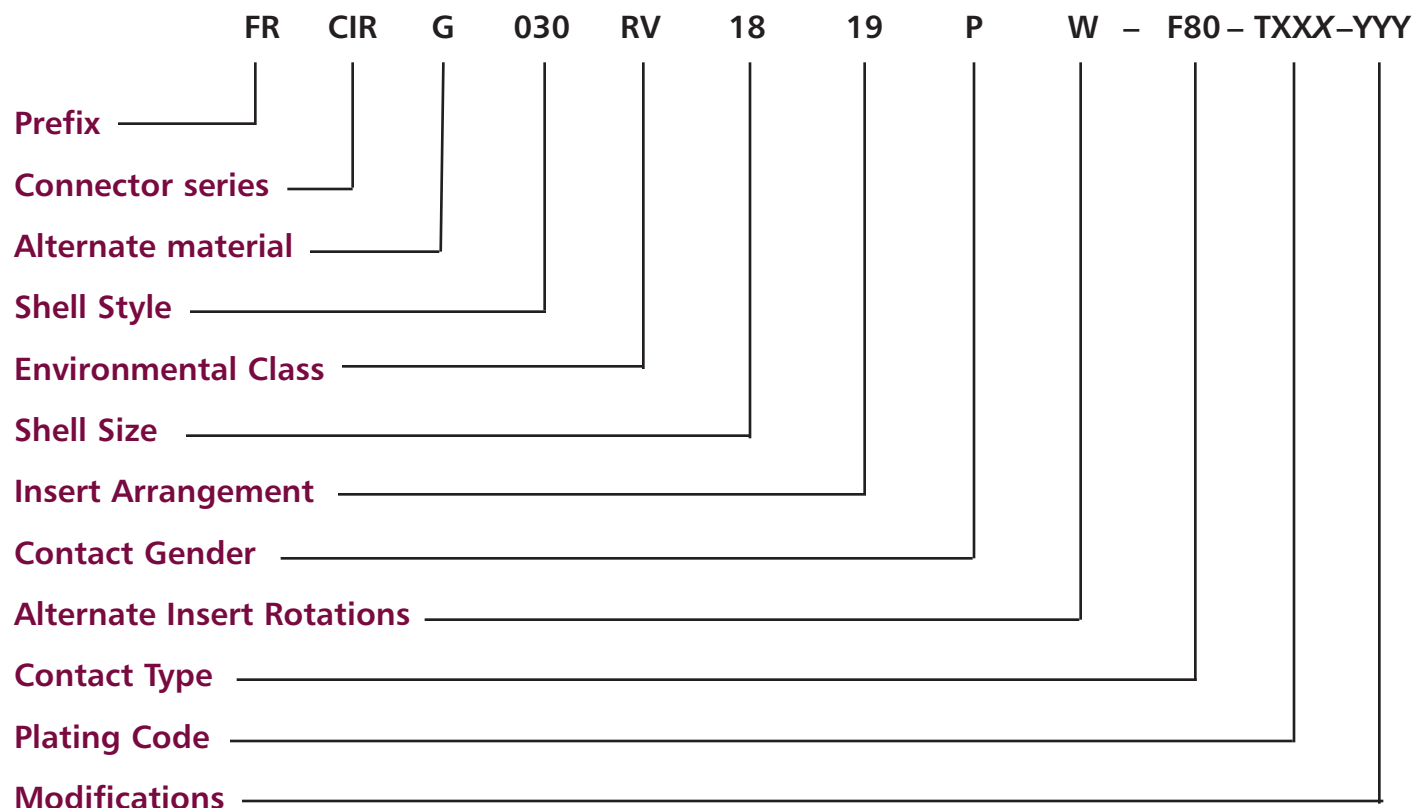 FR CIR G 030 RV 18 19 P W – F80 – TXXX –YYY
Prefix
Connector series
Alternate material
Shell Style
Environmental Class
Shell Size
Insert Arrangement
Contact Gender
Alternate Insert Rotations
Contact Type
Plating Code
Modifications